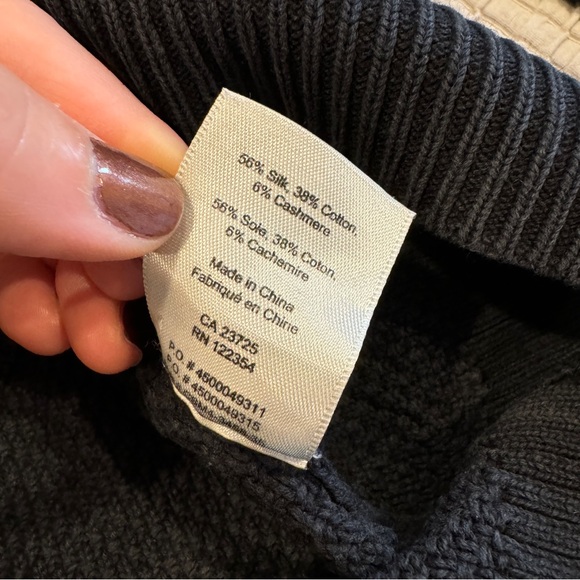 56% Silk, 38% Cotton,
6% Cashmere
56% Soie, 38% Coton,
6% Cachemire
Made in China
Fabriqué en Chine
CA 23725
RN 122354
P.O. # 4500049311
P.O. # 4500049315